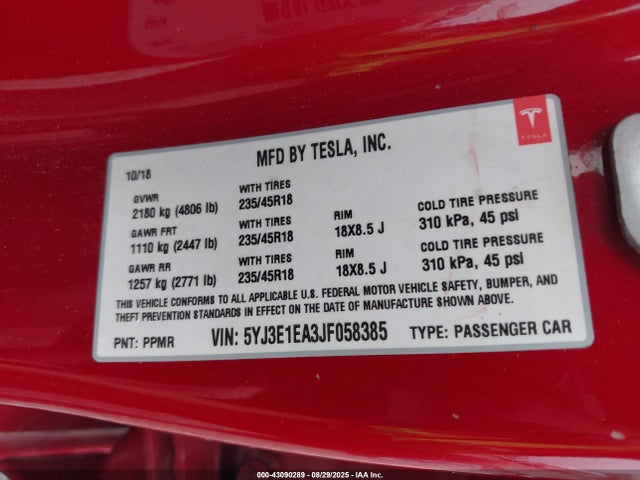 MFD BY TESLA, INC.
TESLA
10/18
GVWR WITH TIRES
2180 kg (4806 lb) 235/45R18
GAWR FRT WITH TIRES RIM COLD TIRE PRESSURE
1110 kg (2447 lb) 235/45R18 18X8.5 J 310 kPa, 45 psi
GAWR RR WITH TIRES RIM COLD TIRE PRESSURE
1257 kg (2771 lb) 235/45R18 18X8.5 J 310 kPa, 45 psi
THIS VEHICLE CONFORMS TO ALL APPLICABLE U.S. FEDERAL MOTOR VEHICLE SAFETY, BUMPER, AND
THEFT PREVENTION STANDARDS IN EFFECT ON THE DATE OF MANUFACTURE SHOWN ABOVE.
PNT: PPMR VIN: 5YJ3E1EA3JF058385 TYPE: PASSENGER CAR
000-43090289 - 08/29/2025 - IAA Inc.